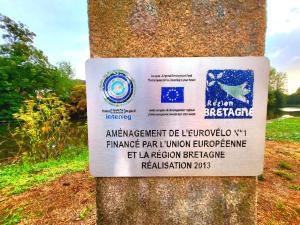 interreg
Région
BRETAGNE
AMÉNAGEMENT DE L'EUROVÉLO N°1
FINANCÉ PAR L'UNION EUROPÉENNE
ET LA RÉGION BRETAGNE
RÉALISATION 2013